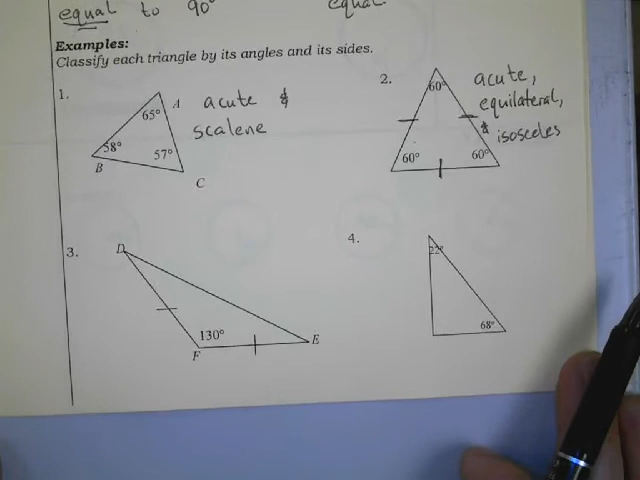 equal to 90° equal
Examples:
Classify each triangle by its angles and its sides.
1.
A
65°
58°
57°
B
C
acute &
scalene
2.
60°
60°
60°
acute,
equilateral,
& isosceles
3.
D
130°
F
E
4.
22°
68°